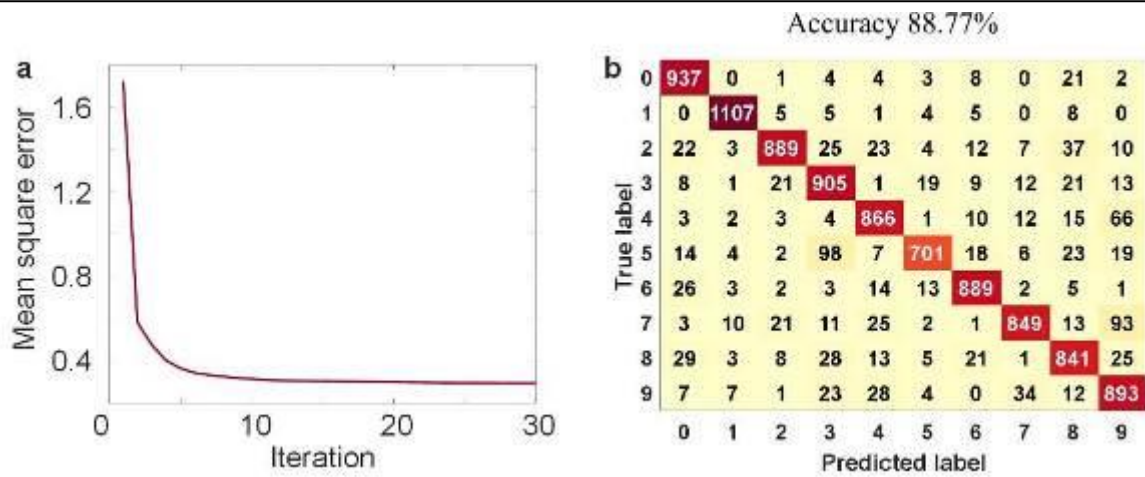 Accuracy 88.77%
a
Mean square error
1.6
1.2
0.8
0.4
0 10 20 30
Iteration
b
True label
0 937 0 1 4 4 3 8 0 21 2
1 0 1107 5 5 1 4 5 0 8 0
2 22 3 889 25 23 4 12 7 37 10
3 8 1 21 905 1 19 9 12 21 13
4 3 2 3 4 866 1 10 12 15 66
5 14 4 2 98 7 701 18 6 23 19
6 26 3 2 3 14 13 889 2 5 1
7 3 10 21 11 25 2 1 849 13 93
8 29 3 8 28 13 5 21 1 841 25
9 7 7 1 23 28 4 0 34 12 893
0 1 2 3 4 5 6 7 8 9
Predicted label